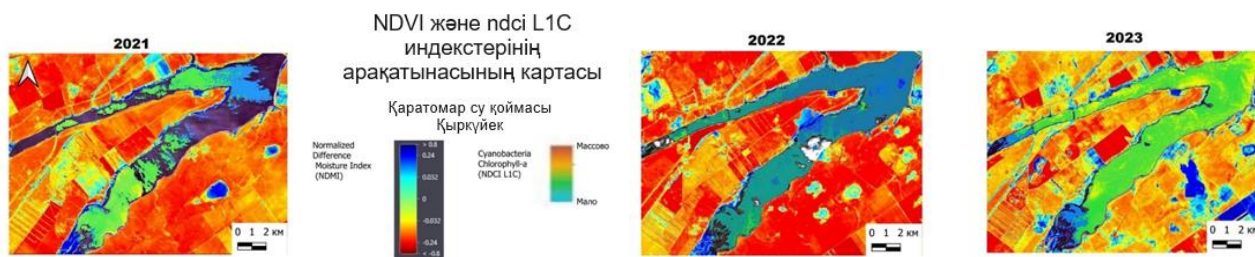 2021
0 1 2 км
NDVI және ndci L1C
индекстерінің
арақатынасының картасы
Қаратомар су қоймасы
Қыркүйек
Normalized
Difference
Moisture Index
(NDMI)
> 0.8
0.24
0.032
0
-0.032
-0.24
< -0.8
Cyanobacteria
Chlorophyll-a
(NDCI L1C)
Массово
Мало
2022
0 1 2 км
2023
0 1 2 км